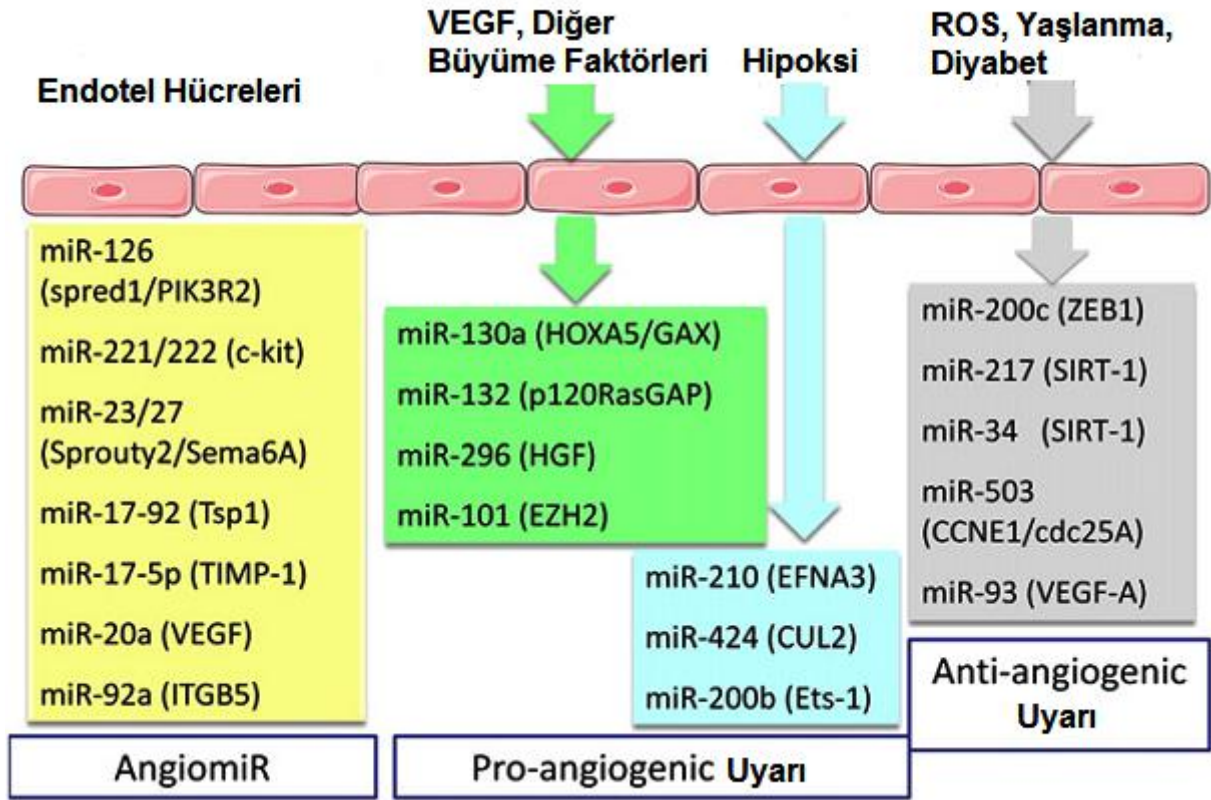 Endotel Hücreleri
VEGF, Diğer
Büyüme Faktörleri
Hipoksi
ROS, Yaşlanma,
Diyabet
miR-126
(spred1/PIK3R2)
miR-221/222 (c-kit)
miR-23/27
(Sprouty2/Sema6A)
miR-17-92 (Tsp1)
miR-17-5p (TIMP-1)
miR-20a (VEGF)
miR-92a (ITGB5)
AngiomiR
miR-130a (HOXA5/GAX)
miR-132 (p120RasGAP)
miR-296 (HGF)
miR-101 (EZH2)
miR-210 (EFNA3)
miR-424 (CUL2)
miR-200b (Ets-1)
Pro-angiogenic Uyarı
miR-200c (ZEB1)
miR-217 (SIRT-1)
miR-34 (SIRT-1)
miR-503
(CCNE1/cdc25A)
miR-93 (VEGF-A)
Anti-angiogenic
Uyarı